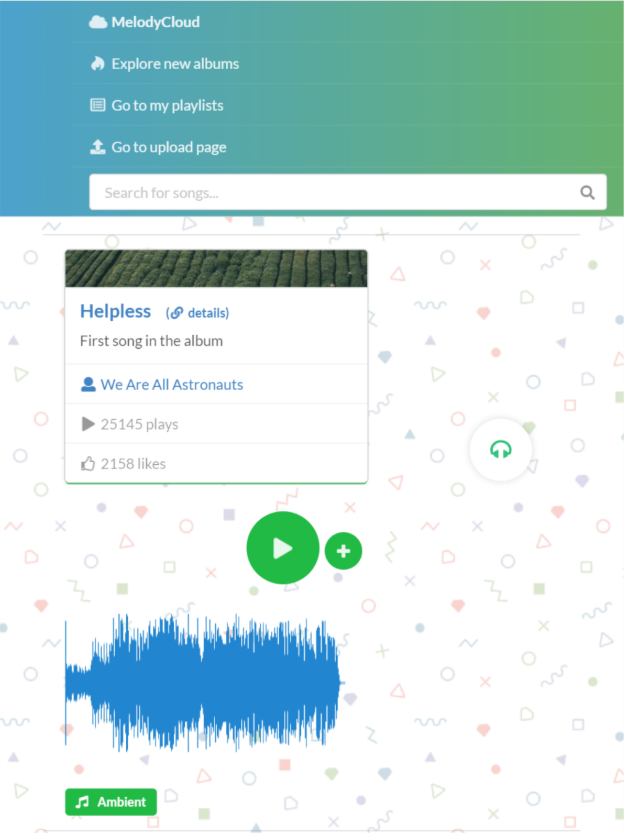 MelodyCloud
Explore new albums
Go to my playlists
Go to upload page
Search for songs...
Helpless (details)
First song in the album
We Are All Astronauts
25145 plays
2158 likes
Ambient